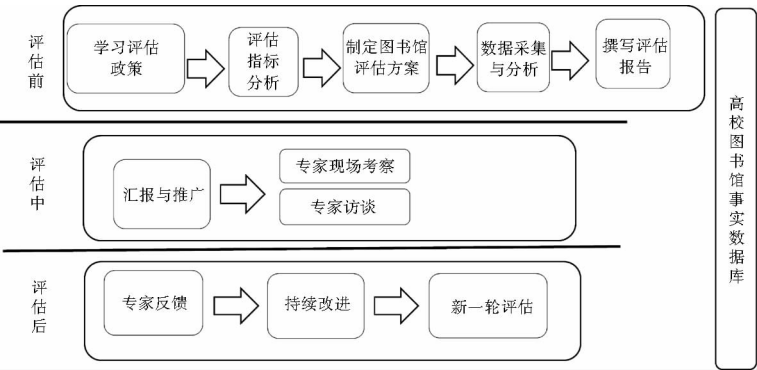 评估前
学习评估
政策
评估
指标
分析
制定图书馆
评估方案
数据采集
与分析
撰写评估
报告
评估中
汇报与推广
专家现场考察
专家访谈
评估后
专家反馈
持续改进
新一轮评估
高校图书馆事实数据库